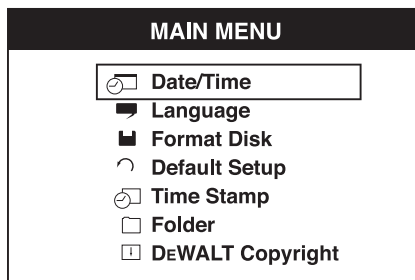 MAIN MENU
Date/Time
Language
Format Disk
Default Setup
Time Stamp
Folder
DEWALT Copyright